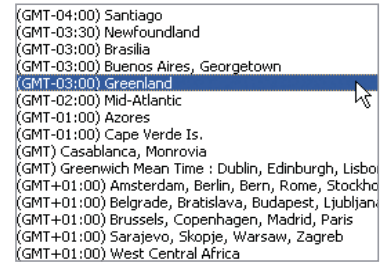 (GMT-04:00) Santiago
(GMT-03:30) Newfoundland
(GMT-03:00) Brasilia
(GMT-03:00) Buenos Aires, Georgetown
(GMT-03:00) Greenland
(GMT-02:00) Mid-Atlantic
(GMT-01:00) Azores
(GMT-01:00) Cape Verde Is.
(GMT) Casablanca, Monrovia
(GMT) Greenwich Mean Time : Dublin, Edinburgh, Lisbo
(GMT+01:00) Amsterdam, Berlin, Bern, Rome, Stockho
(GMT+01:00) Belgrade, Bratislava, Budapest, Ljubljana
(GMT+01:00) Brussels, Copenhagen, Madrid, Paris
(GMT+01:00) Sarajevo, Skopje, Warsaw, Zagreb
(GMT+01:00) West Central Africa